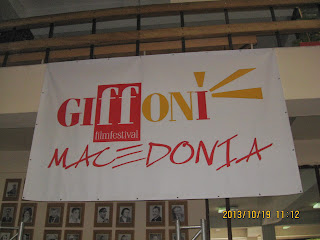 GIffONI
filmfestival
MACEDONIA
2013/10/19 11:12